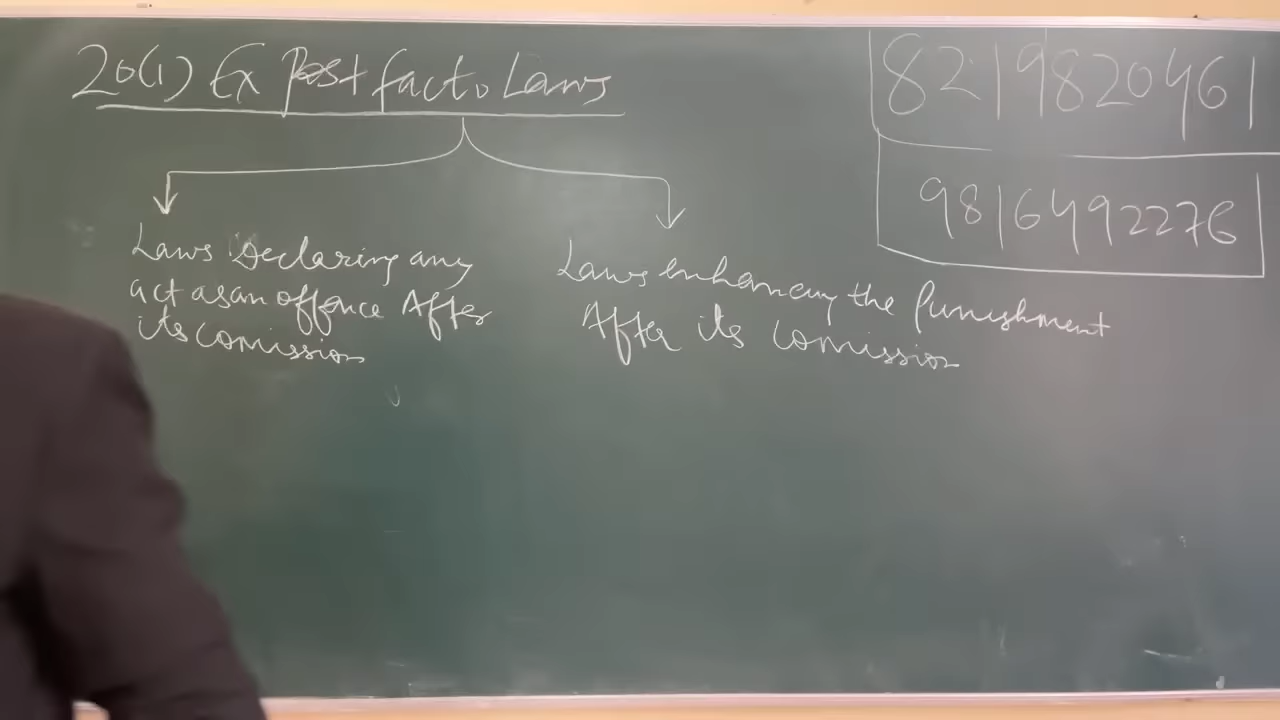 20(1) Ex Post facto Laws
8219820461
9816492276
Laws Declaring any
act as an offence After
its comission
Laws enhancing the Punishment
After its comission